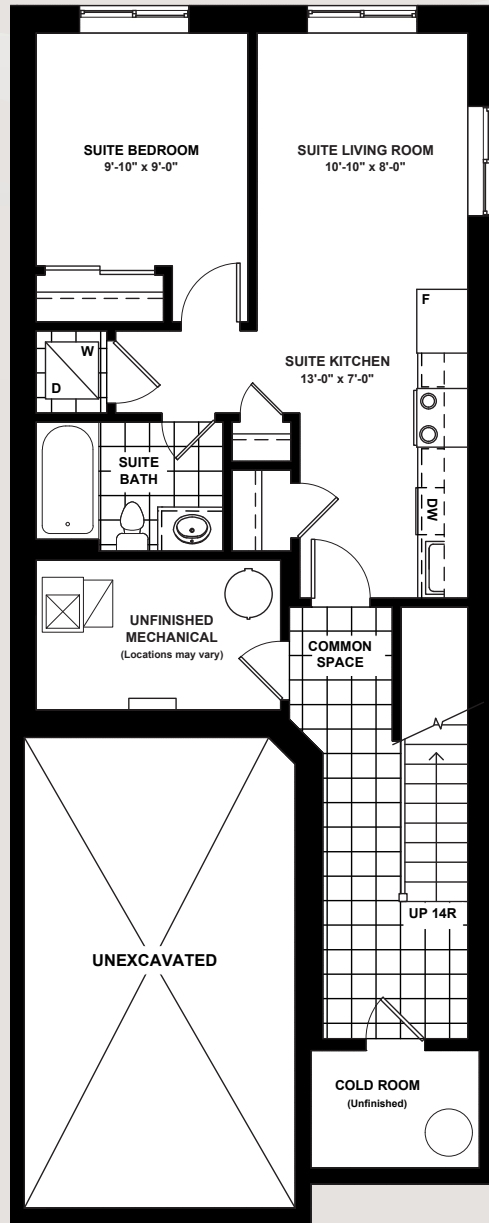 SUITE BEDROOM
9'-10" x 9'-0"
SUITE LIVING ROOM
10'-10" x 8'-0"
F
W
D
SUITE KITCHEN
13'-0" x 7'-0"
SUITE
BATH
DW
UNFINISHED
MECHANICAL
(Locations may vary)
COMMON
SPACE
UP 14R
UNEXCAVATED
COLD ROOM
(Unfinished)